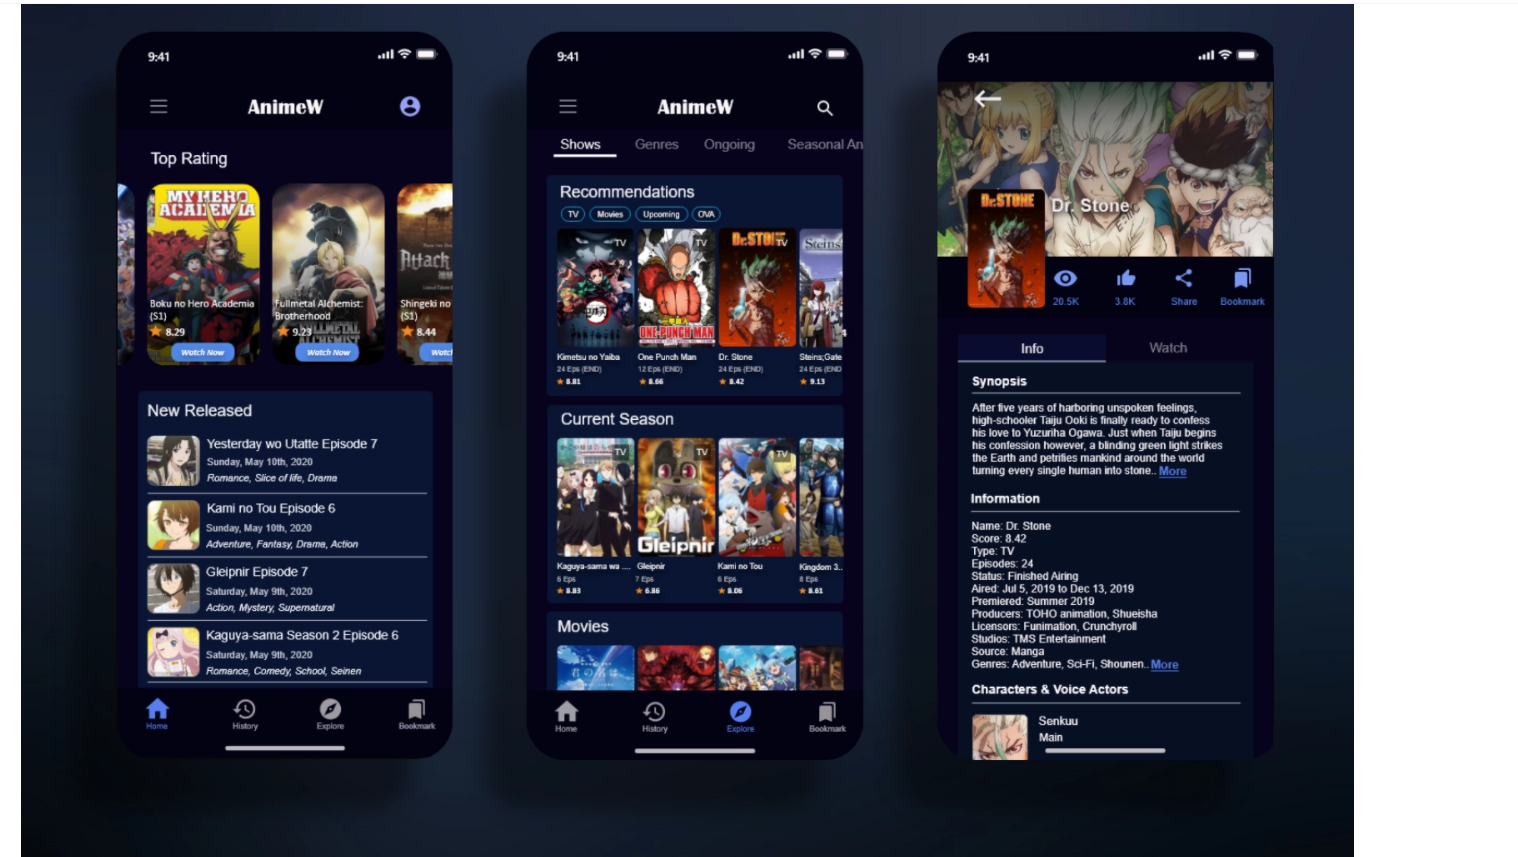 9:41
AnimeW
Top Rating
MY HERO
ACADEMIA
Boku no Hero Academia
(S1)
8.29
Watch Now
Fullmetal Alchemist:
Brotherhood
9.23
FULLMETAL
ALCHEMIST
Watch Now
Attack
Shingeki no
(S1)
8.44
Watch
New Released
Yesterday wo Utatte Episode 7
Sunday, May 10th, 2020
Romance, Slice of life, Drama
Kami no Tou Episode 6
Sunday, May 10th, 2020
Adventure, Fantasy, Drama, Action
Gleipnir Episode 7
Saturday, May 9th, 2020
Action, Mystery, Supernatural
Kaguya-sama Season 2 Episode 6
Saturday, May 9th, 2020
Romance, Comedy, School, Seinen
Home
History
Explore
Bookmark
9:41
AnimeW
Shows
Genres
Ongoing
Seasonal An
Recommendations
TV
Movies
Upcoming
OVA
TV
TV
Dr.STONE
TV
Steins
ONE-PUNCH MAN
Kimetsu no Yaiba
24 Eps (END)
8.81
One Punch Man
12 Eps (END)
8.66
Dr. Stone
24 Eps (END)
8.42
Steins;Gate
24 Eps (END
9.13
Current Season
TV
TV
TV
Gleipnir
Kaguya-sama wa ....
6 Eps
8.83
Gleipnir
7 Eps
6.86
Kami no Tou
6 Eps
8.06
Kingdom 3..
8 Eps
8.61
Movies
君の名は
Home
History
Explore
Bookmark
9:41
Dr.STONE
Dr. Stone
20.5K
3.8K
Share
Bookmark
Info
Watch
Synopsis
After five years of harboring unspoken feelings,
high-schooler Taiju Ooki is finally ready to confess
his love to Yuzuriha Ogawa. Just when Taiju begins
his confession however, a blinding green light strikes
the Earth and petrifies mankind around the world
turning every single human into stone.. More
Information
Name: Dr. Stone
Score: 8.42
Type: TV
Episodes: 24
Status: Finished Airing
Aired: Jul 5, 2019 to Dec 13, 2019
Premiered: Summer 2019
Producers: TOHO animation, Shueisha
Licensors: Funimation, Crunchyroll
Studios: TMS Entertainment
Source: Manga
Genres: Adventure, Sci-Fi, Shounen.. More
Characters & Voice Actors
Senkuu
Main